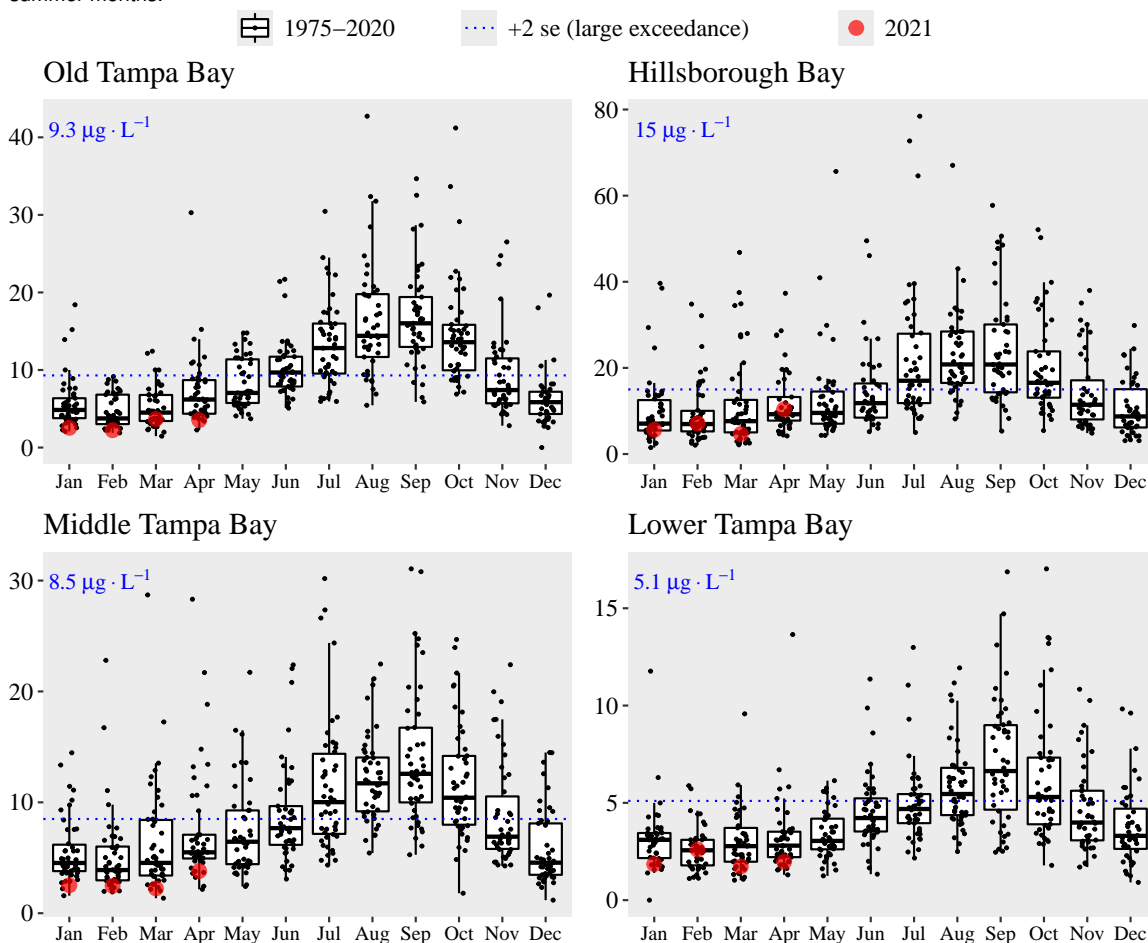 summer months.
1975−2020 +2 se (large exceedance) 2021
Old Tampa Bay
9.3 μg · L−1
40
30
20
10
0
Jan Feb Mar Apr May Jun Jul Aug Sep Oct Nov Dec
Hillsborough Bay
15 μg · L−1
80
60
40
20
0
Jan Feb Mar Apr May Jun Jul Aug Sep Oct Nov Dec
Middle Tampa Bay
8.5 μg · L−1
30
20
10
0
Jan Feb Mar Apr May Jun Jul Aug Sep Oct Nov Dec
Lower Tampa Bay
5.1 μg · L−1
15
10
5
0
Jan Feb Mar Apr May Jun Jul Aug Sep Oct Nov Dec